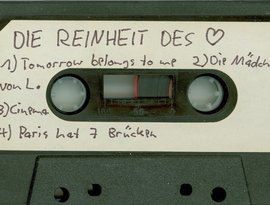 DIE REINHEIT DES ♡
1) Tomorrow belongs to me 2) Die Mädch
von L.
3) Cinema
4) Paris hat 7 Brücken